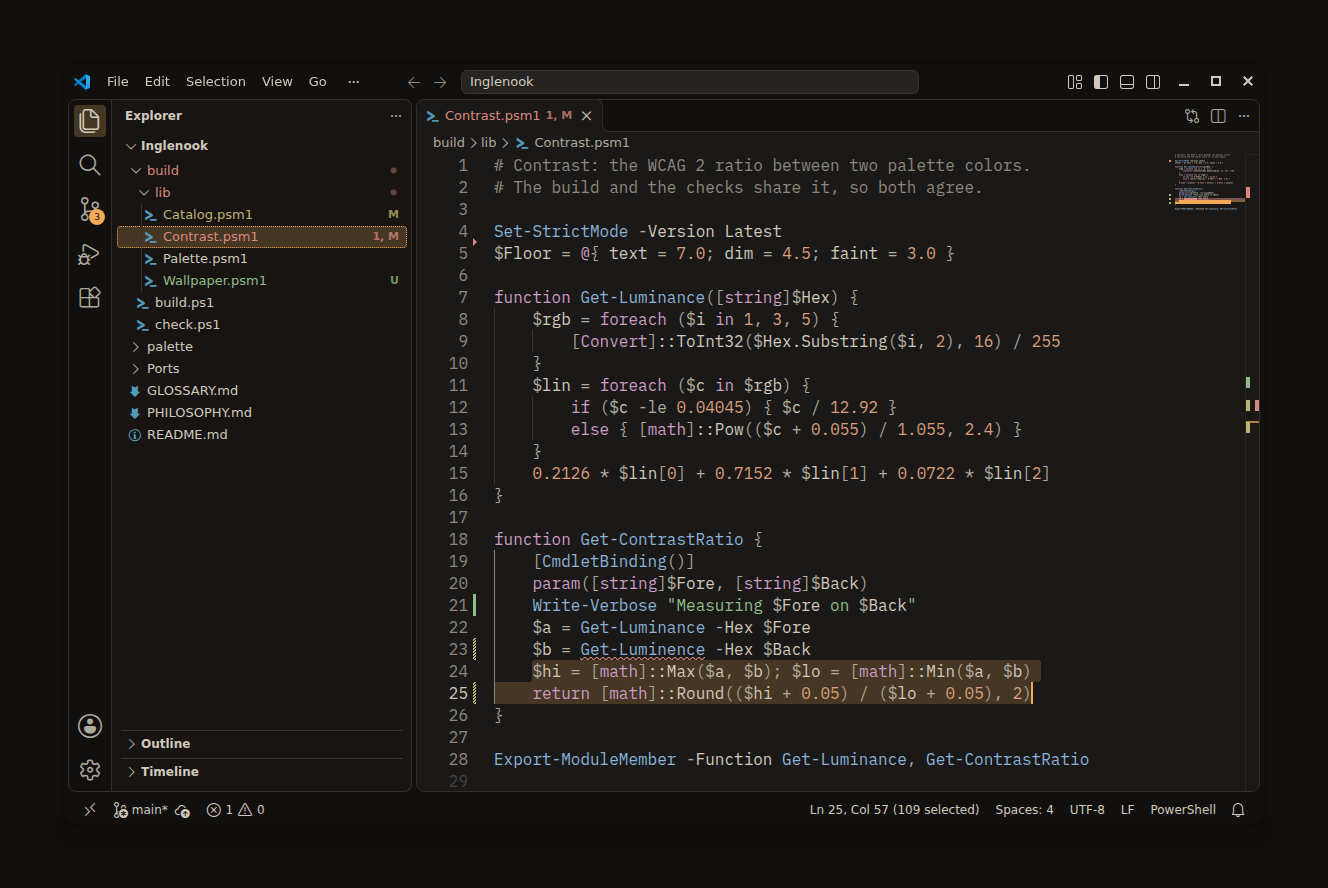 File Edit Selection View Go ···
Inglenook
Explorer
Inglenook
build
lib
Catalog.psm1 M
Contrast.psm1 1, M
Palette.psm1
Wallpaper.psm1 U
build.ps1
check.ps1
palette
Ports
GLOSSARY.md
PHILOSOPHY.md
README.md
Outline
Timeline
3
Contrast.psm1 1, M
build > lib > Contrast.psm1
1 # Contrast: the WCAG 2 ratio between two palette colors.
2 # The build and the checks share it, so both agree.
3
4 Set-StrictMode -Version Latest
5 $Floor = @{ text = 7.0; dim = 4.5; faint = 3.0 }
6
7 function Get-Luminance([string]$Hex) {
8     $rgb = foreach ($i in 1, 3, 5) {
9         [Convert]::ToInt32($Hex.Substring($i, 2), 16) / 255
10     }
11     $lin = foreach ($c in $rgb) {
12         if ($c -le 0.04045) { $c / 12.92 }
13         else { [math]::Pow(($c + 0.055) / 1.055, 2.4) }
14     }
15     0.2126 * $lin[0] + 0.7152 * $lin[1] + 0.0722 * $lin[2]
16 }
17
18 function Get-ContrastRatio {
19     [CmdletBinding()]
20     param([string]$Fore, [string]$Back)
21     Write-Verbose "Measuring $Fore on $Back"
22     $a = Get-Luminance -Hex $Fore
23     $b = Get-Luminence -Hex $Back
24     $hi = [math]::Max($a, $b); $lo = [math]::Min($a, $b)
25     return [math]::Round(($hi + 0.05) / ($lo + 0.05), 2)
26 }
27
28 Export-ModuleMember -Function Get-Luminance, Get-ContrastRatio
29
main* 1 0 Ln 25, Col 57 (109 selected) Spaces: 4 UTF-8 LF PowerShell